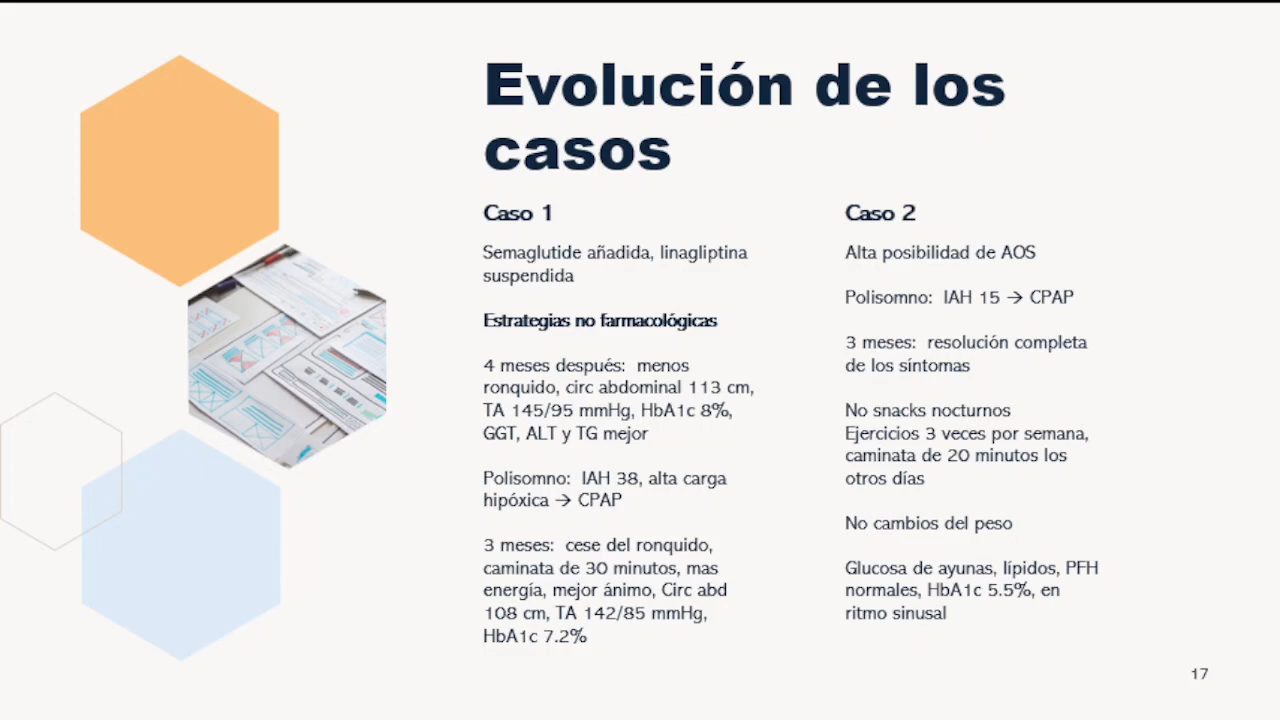 Evolución de los
casos
Caso 1
Semaglutide añadida, linagliptina
suspendida
Estrategias no farmacológicas
4 meses después:  menos
ronquido, circ abdominal 113 cm,
TA 145/95 mmHg, HbA1c 8%,
GGT, ALT y TG mejor
Polisomno:  IAH 38, alta carga
hipóxica → CPAP
3 meses:  cese del ronquido,
caminata de 30 minutos, mas
energía, mejor ánimo, Circ abd
108 cm, TA 142/85 mmHg,
HbA1c 7.2%
Caso 2
Alta posibilidad de AOS
Polisomno:  IAH 15 → CPAP
3 meses:  resolución completa
de los síntomas
No snacks nocturnos
Ejercicios 3 veces por semana,
caminata de 20 minutos los
otros días
No cambios del peso
Glucosa de ayunas, lípidos, PFH
normales, HbA1c 5.5%, en
ritmo sinusal
17